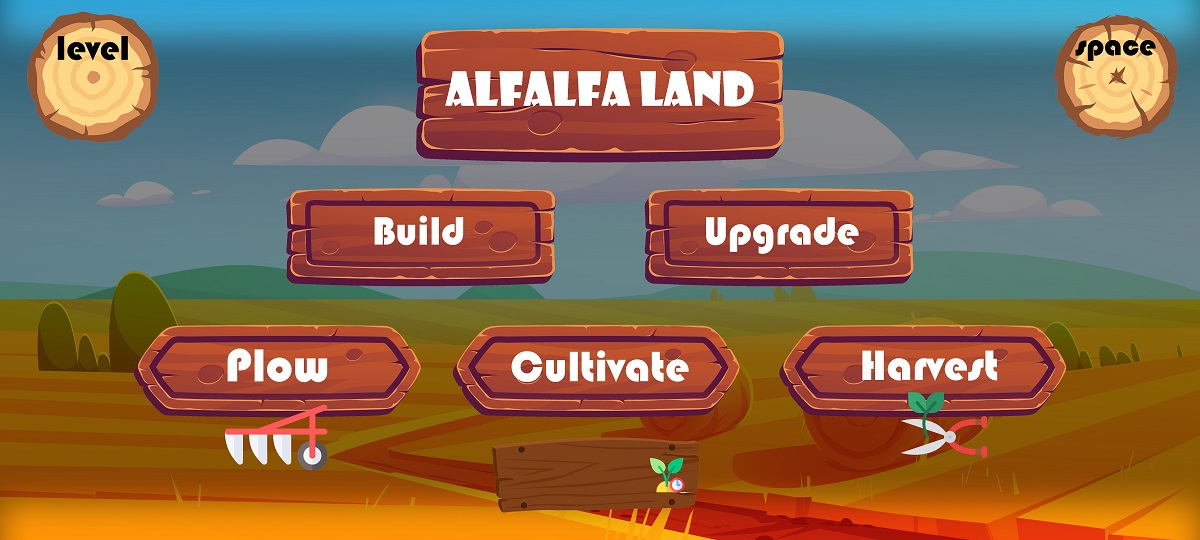 level
space
ALFALFA LAND
Build
Upgrade
Plow
Cultivate
Harvest